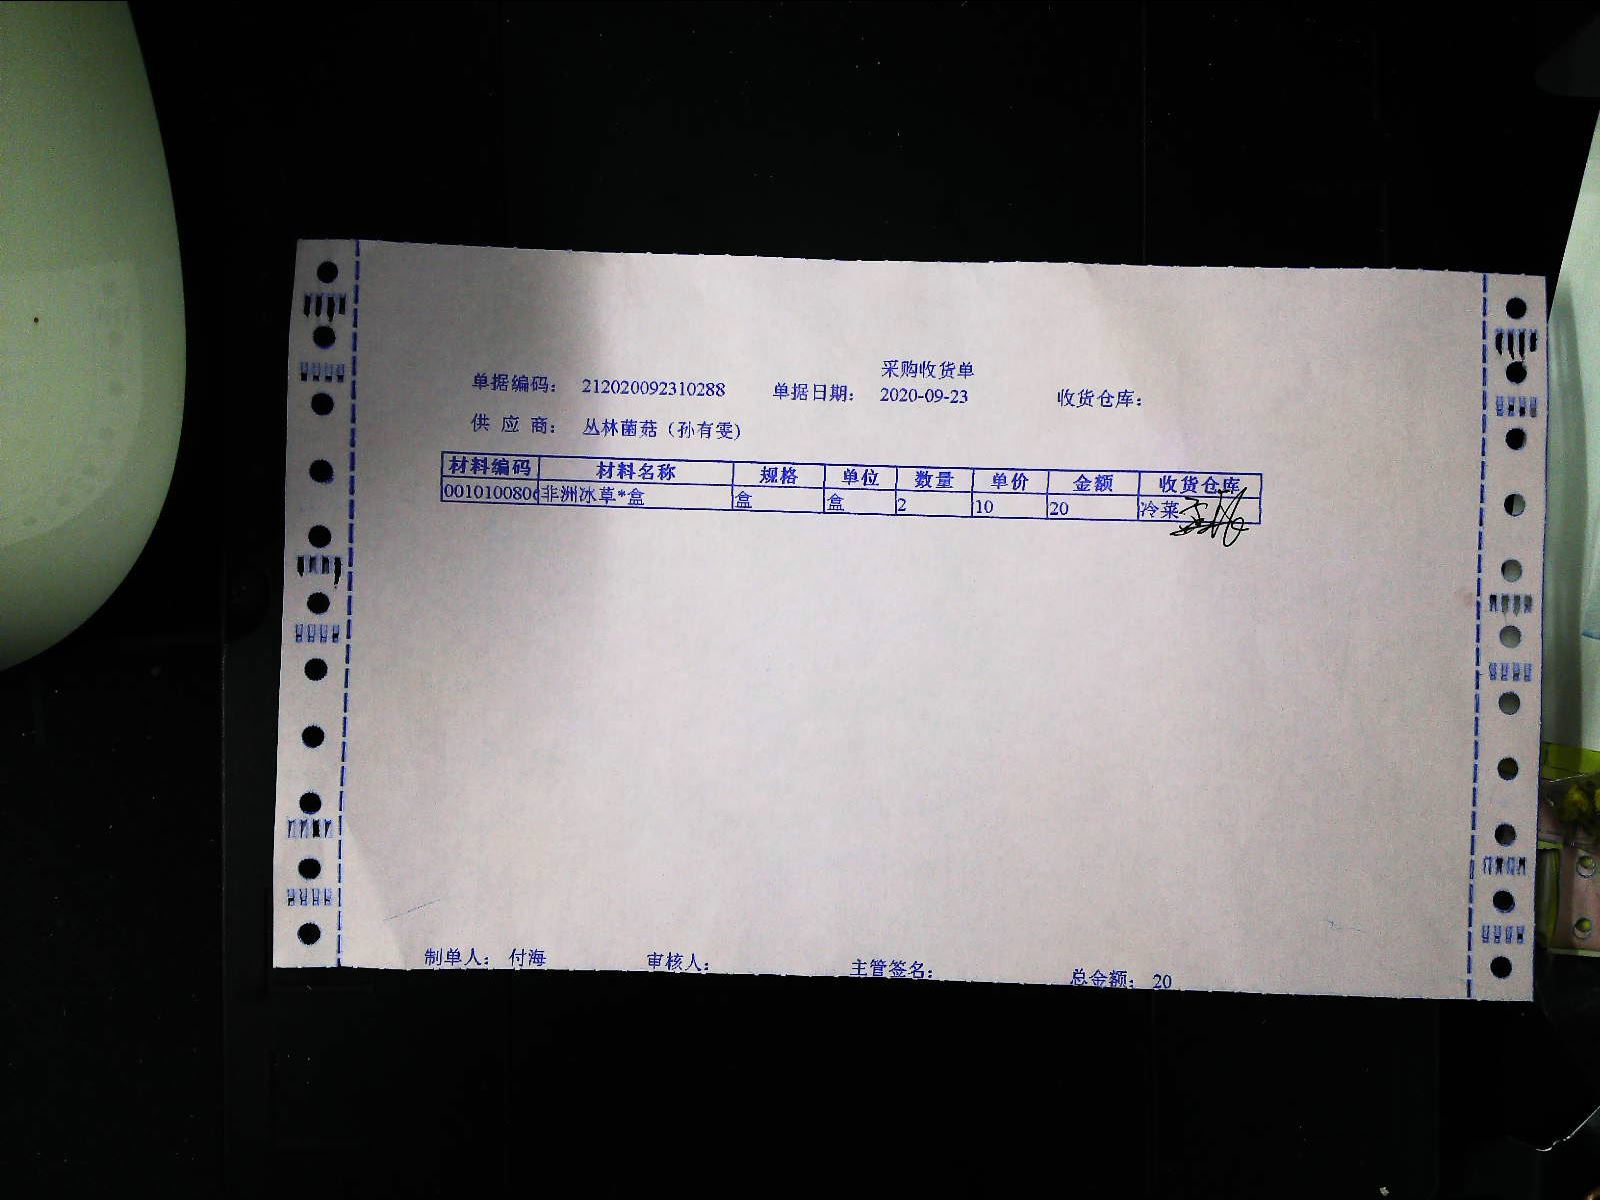 采购收货单
单据编码： 212020092310288 单据日期： 2020-09-23 收货仓库：
供 应 商： 丛林菌菇（孙有雯）
材料编码 材料名称 规格 单位 数量 单价 金额 收货仓库
0010100806 非洲冰草*盒 盒 盒 2 10 20 冷菜
制单人： 付海 审核人： 主管签名： 总金额： 20